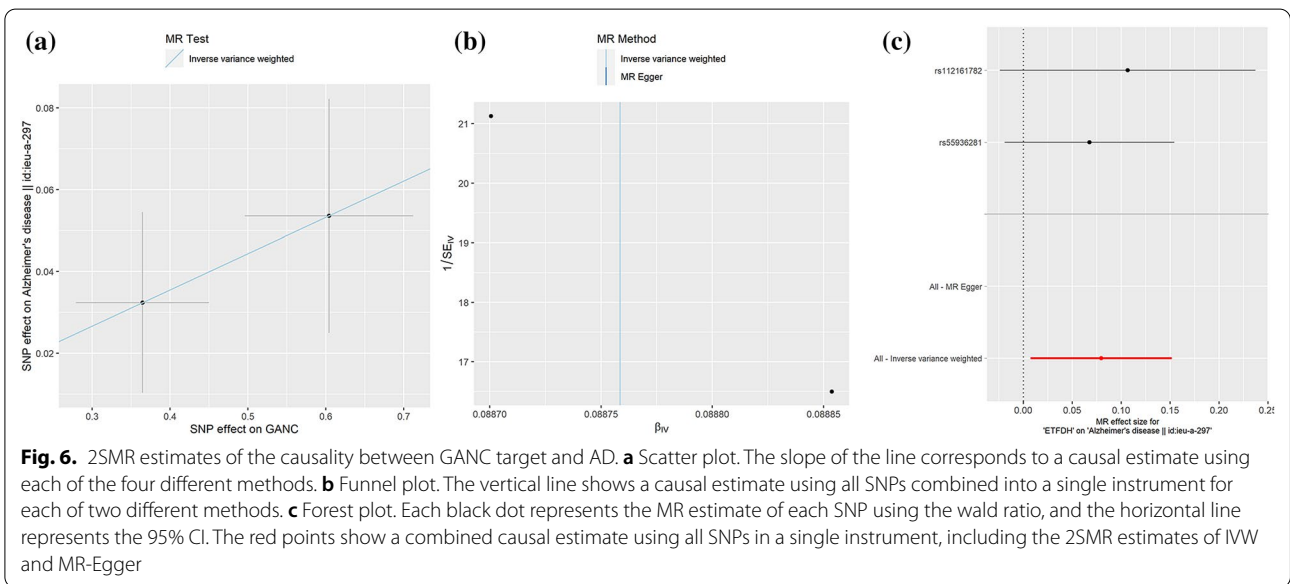 (a)
MR Test
Inverse variance weighted
SNP effect on Alzheimer's disease || id:ieu-a-297
0.08
0.06
0.04
0.02
0.3 0.4 0.5 0.6 0.7
SNP effect on GANC
(b)
MR Method
Inverse variance weighted
MR Egger
1/SEIV
21
20
19
18
17
0.08870 0.08875 0.08880 0.08885
βIV
(c)
rs112161782
rs55936281
All - MR Egger
All - Inverse variance weighted
0.00 0.05 0.10 0.15 0.20 0.25
MR effect size for
'ETFDH' on 'Alzheimer's disease || id:ieu-a-297'
Fig. 6. 2SMR estimates of the causality between GANC target and AD. a Scatter plot. The slope of the line corresponds to a causal estimate using
each of the four different methods. b Funnel plot. The vertical line shows a causal estimate using all SNPs combined into a single instrument for
each of two different methods. c Forest plot. Each black dot represents the MR estimate of each SNP using the wald ratio, and the horizontal line
represents the 95% CI. The red points show a combined causal estimate using all SNPs in a single instrument, including the 2SMR estimates of IVW
and MR-Egger